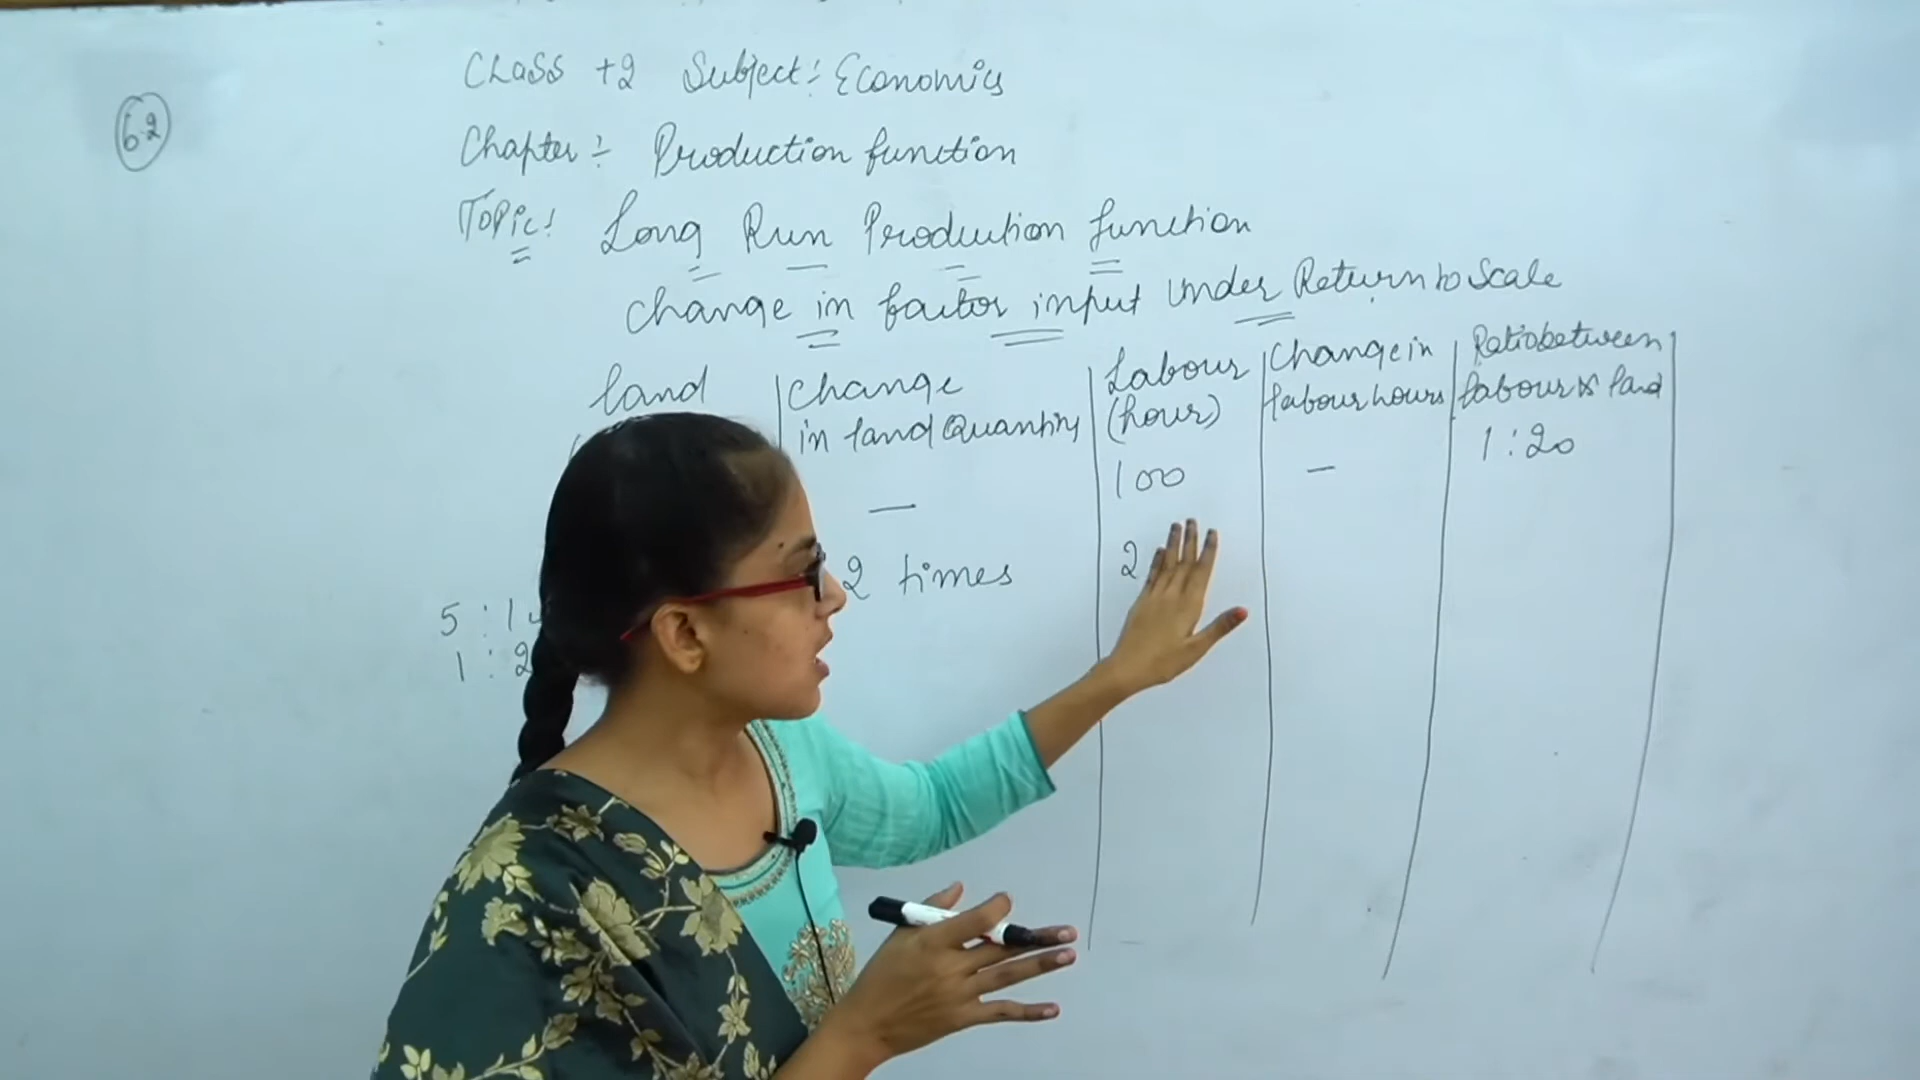 6.2
Class +2 Subject:- Economics
Chapter :- Production function
Topic: Long Run Production function
change in factor input Under Return to Scale
land
change
in land Quantity
Labour
(hour)
Change in
labour hours
Ratio between
labour & land
—
100
—
1:20
2 times
2
5 : 1
1 : 2